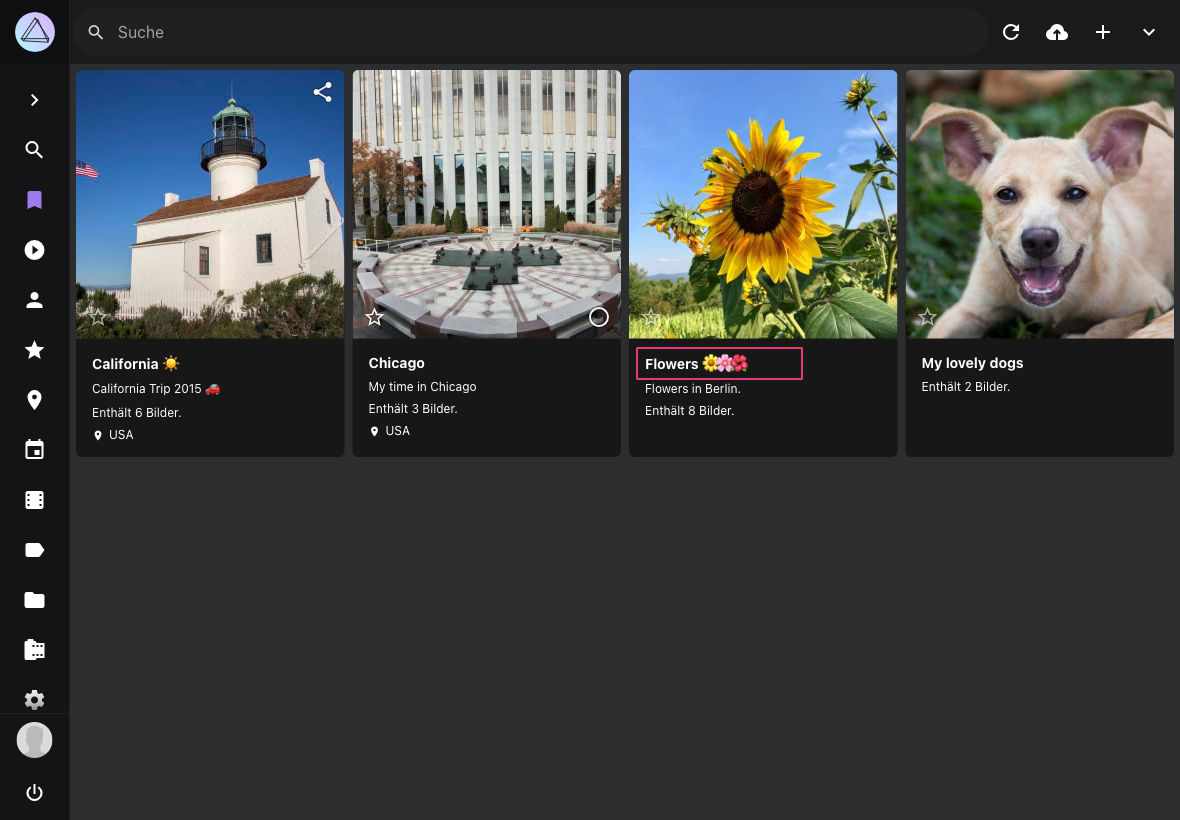 Suche
California ☀️
California Trip 2015 🚗
Enthält 6 Bilder.
USA
Chicago
My time in Chicago
Enthält 3 Bilder.
USA
Flowers 🌼🌸🌺
Flowers in Berlin.
Enthält 8 Bilder.
My lovely dogs
Enthält 2 Bilder.